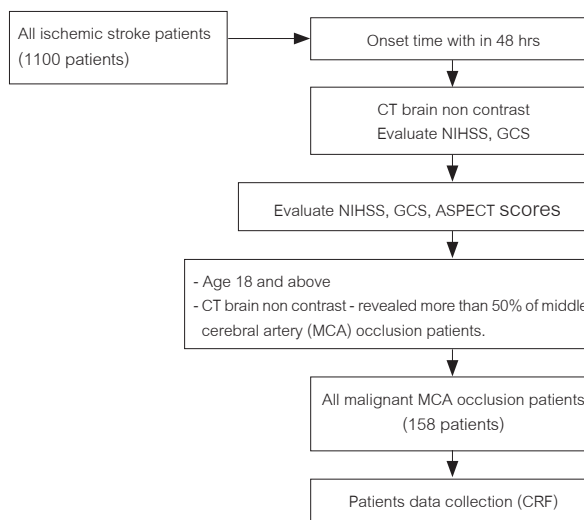 All ischemic stroke patients
(1100 patients)
Onset time with in 48 hrs
CT brain non contrast
Evaluate NIHSS, GCS
Evaluate NIHSS, GCS, ASPECT scores
- Age 18 and above
- CT brain non contrast - revealed more than 50% of middle
cerebral artery (MCA) occlusion patients.
All malignant MCA occlusion patients
(158 patients)
Patients data collection (CRF)